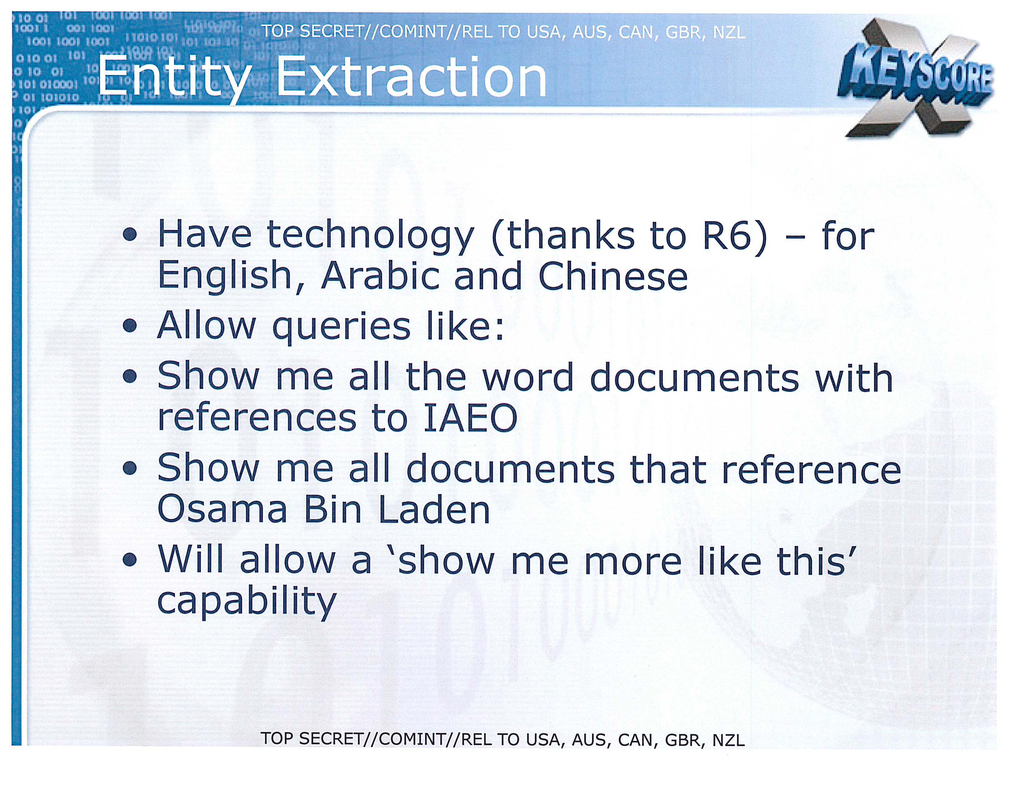 TOP SECRET//COMINT//REL TO USA, AUS, CAN, GBR, NZL
Entity Extraction
XKEYSCORE
• Have technology (thanks to R6) – for
English, Arabic and Chinese
• Allow queries like:
• Show me all the word documents with
references to IAEO
• Show me all documents that reference
Osama Bin Laden
• Will allow a ‘show me more like this’
capability
TOP SECRET//COMINT//REL TO USA, AUS, CAN, GBR, NZL